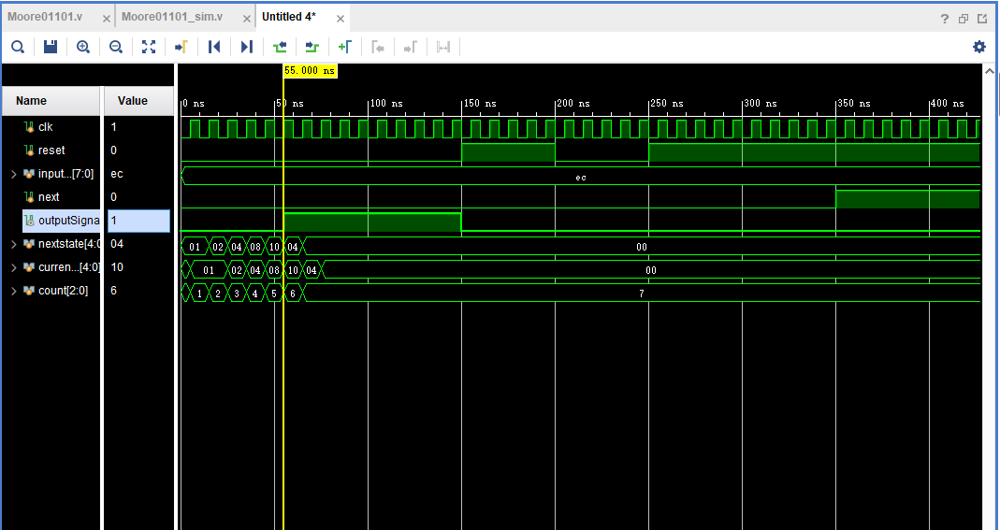 Moore01101.v × Moore01101_sim.v × Untitled 4* ×
?
55.000 ns
Name Value
0 ns 50 ns 100 ns 150 ns 200 ns 250 ns 300 ns 350 ns 400 ns
clk 1
reset 0
input...[7:0] ec ec
next 0
outputSigna 1
nextstate[4:0 04 01 02 04 08 10 04 00
curren...[4:0] 10 01 02 04 08 10 04 00
count[2:0] 6 1 2 3 4 5 6 7